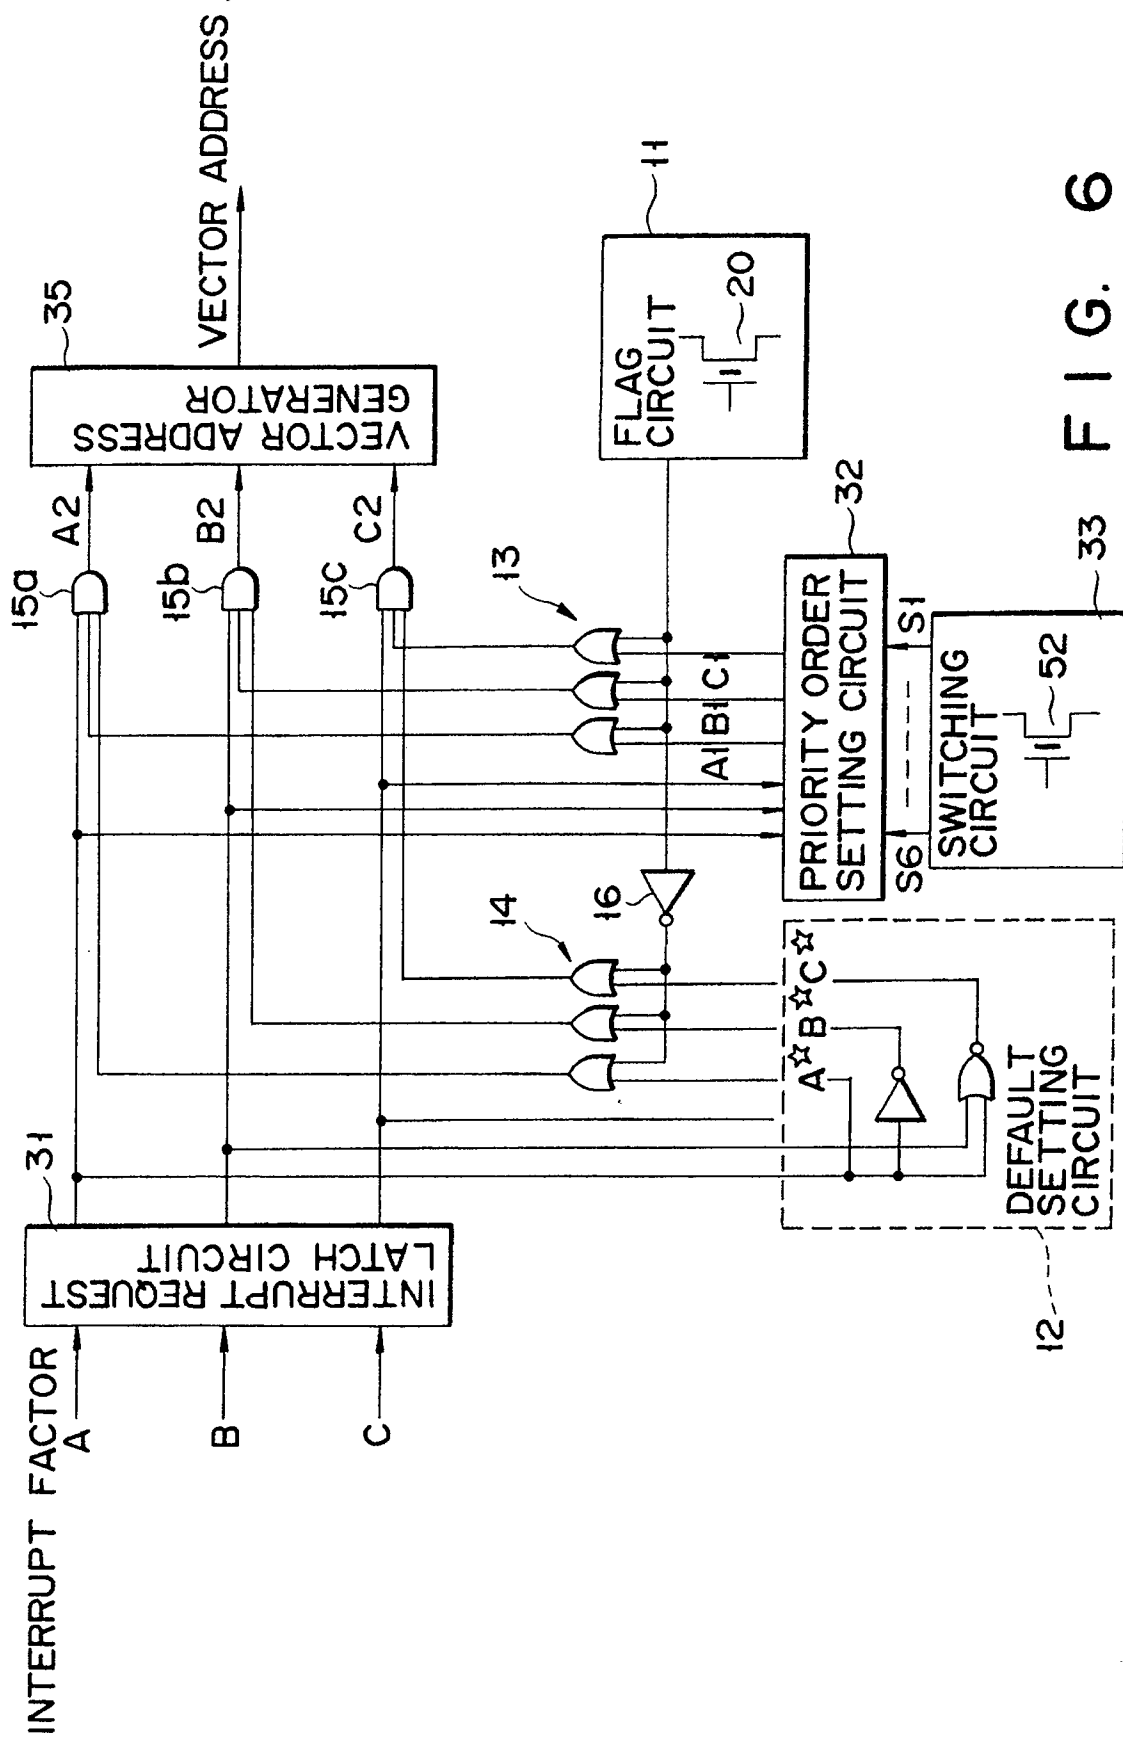 INTERRUPT FACTOR
A
B
C
31
INTERRUPT REQUEST
LATCH CIRCUIT
15a
A2
15b
B2
15c
C2
35
VECTOR ADDRESS
GENERATOR
VECTOR ADDRESS
14
16
13
11
FLAG
CIRCUIT
20
A☆
B☆
C☆
DEFAULT
SETTING
CIRCUIT
12
A1
B1
C1
PRIORITY ORDER
SETTING CIRCUIT
32
S6
S1
SWITCHING
CIRCUIT
52
33
FIG. 6